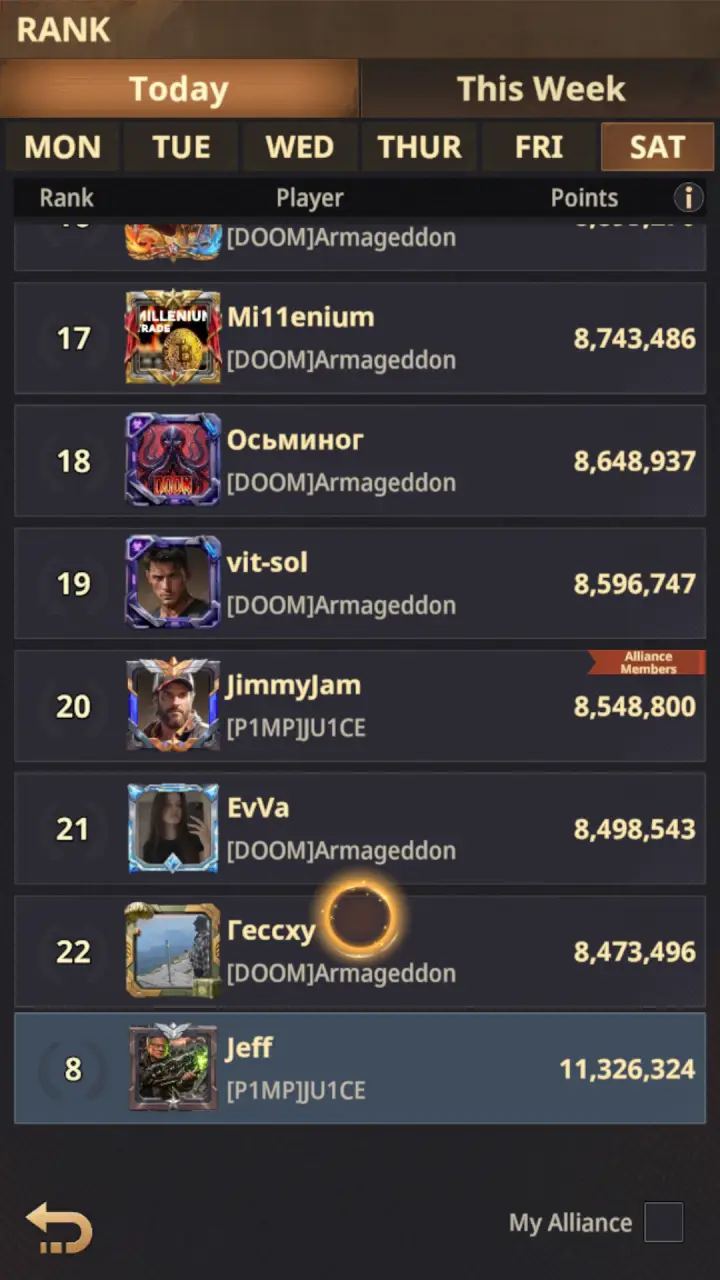 RANK
Today
This Week
MON TUE WED THUR FRI SAT
Rank Player Points
[DOOM]Armageddon
17
Mi11enium
[DOOM]Armageddon
8,743,486
18
Осьминог
[DOOM]Armageddon
8,648,937
DOOM
19
vit-sol
[DOOM]Armageddon
8,596,747
20
JimmyJam
[P1MP]JU1CE
Alliance
Members
8,548,800
21
EvVa
[DOOM]Armageddon
8,498,543
22
Гессху
[DOOM]Armageddon
8,473,496
8
Jeff
[P1MP]JU1CE
11,326,324
My Alliance